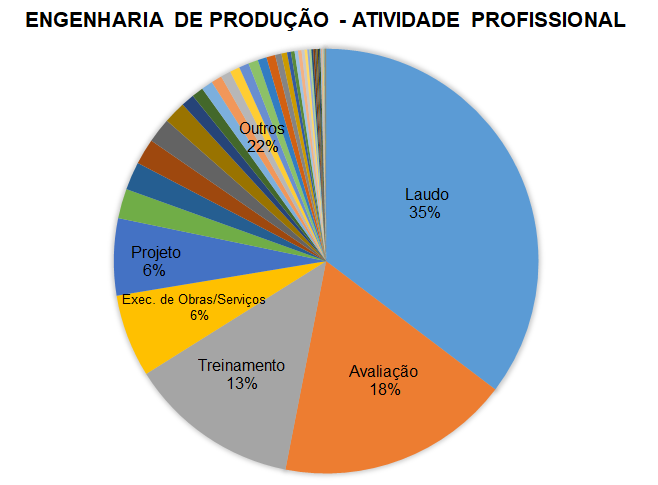 ENGENHARIA DE PRODUÇÃO - ATIVIDADE PROFISSIONAL
Outros
22%
Laudo
35%
Projeto
6%
Exec. de Obras/Serviços
6%
Treinamento
13%
Avaliação
18%